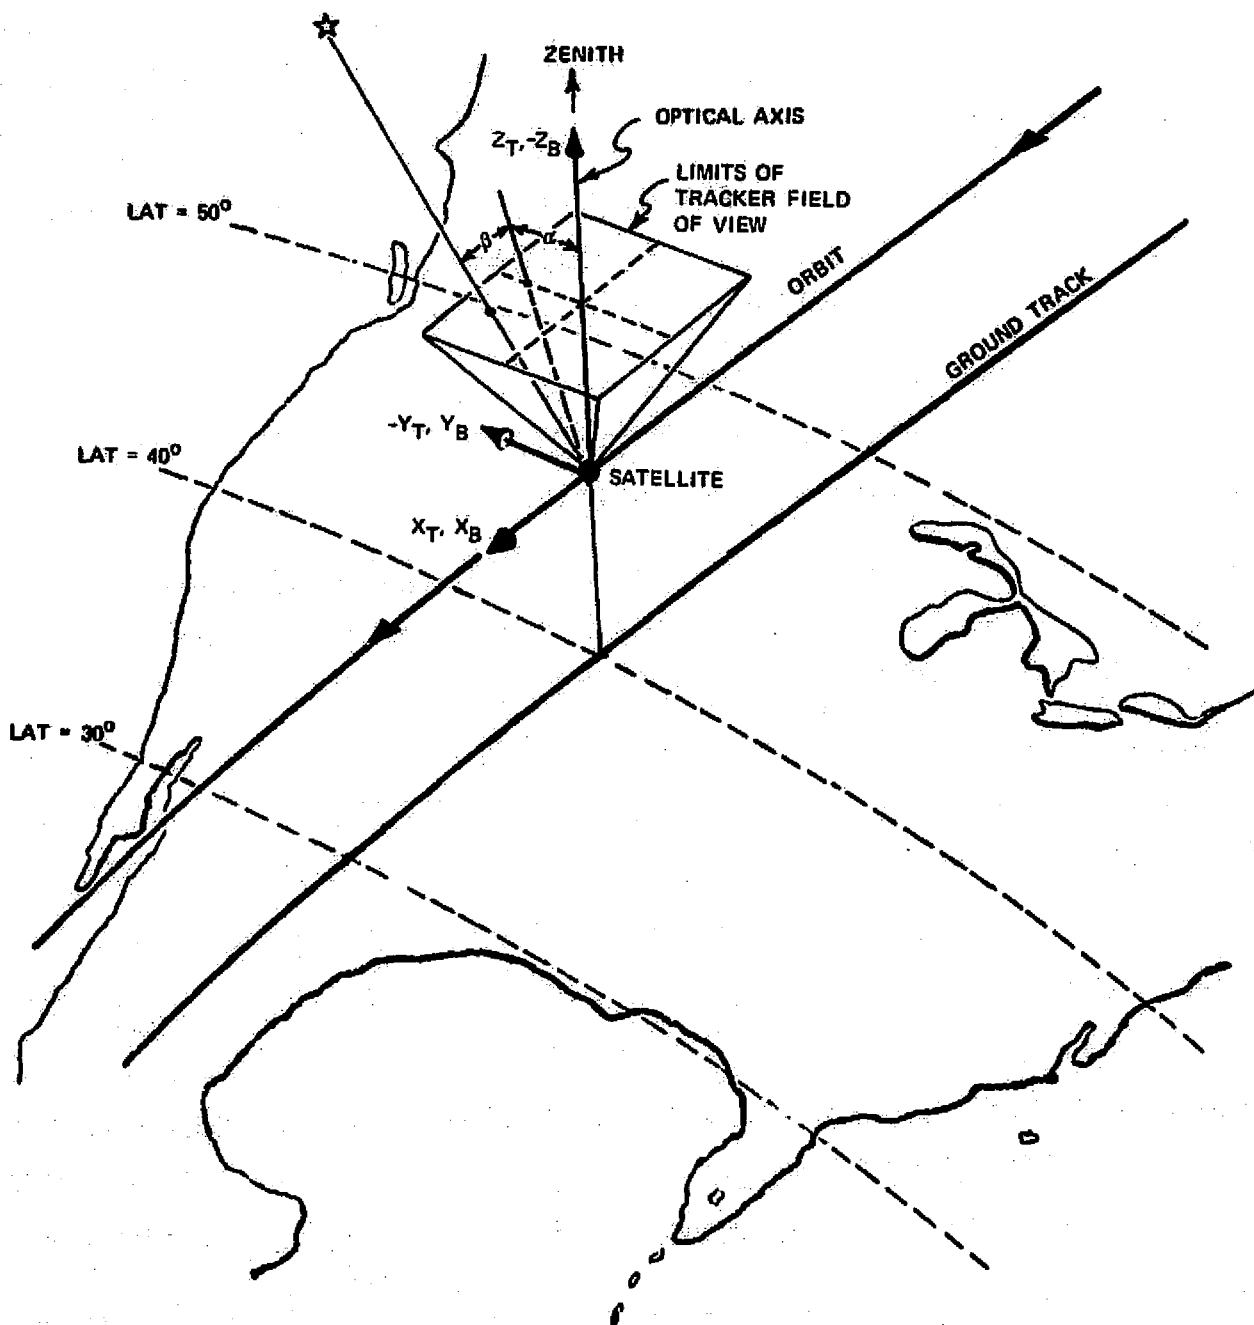 ZENITH
OPTICAL AXIS
Z_T, -Z_B
LIMITS OF
TRACKER FIELD
OF VIEW
LAT = 50°
β
α
ORBIT
GROUND TRACK
-Y_T, Y_B
LAT = 40°
SATELLITE
X_T, X_B
LAT = 30°